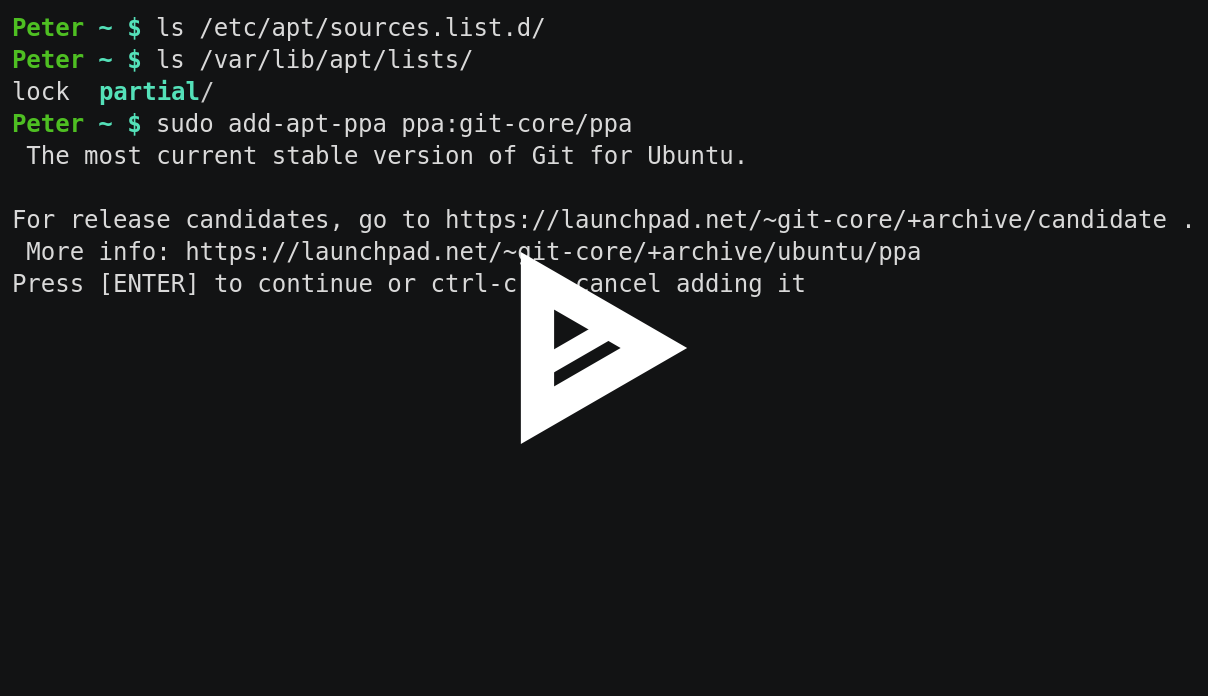 Peter ~ $ ls /etc/apt/sources.list.d/
Peter ~ $ ls /var/lib/apt/lists/
lock  partial/
Peter ~ $ sudo add-apt-ppa ppa:git-core/ppa
 The most current stable version of Git for Ubuntu.

For release candidates, go to https://launchpad.net/~git-core/+archive/candidate .
 More info: https://launchpad.net/~git-core/+archive/ubuntu/ppa
Press [ENTER] to continue or ctrl-c cancel adding it